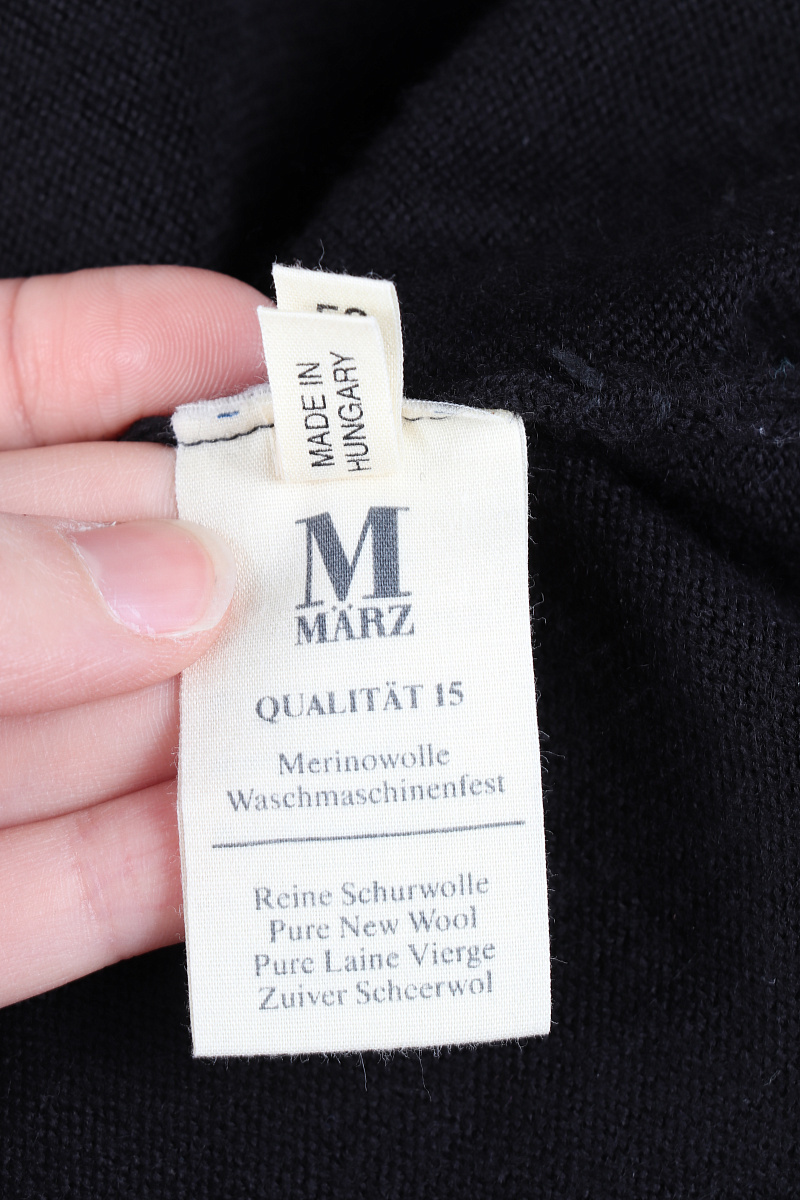 MADE IN
HUNGARY
M
MÄRZ
QUALITÄT 15
Merinowolle
Waschmaschinenfest
Reine Schurwolle
Pure New Wool
Pure Laine Vierge
Zuiver Scheerwol